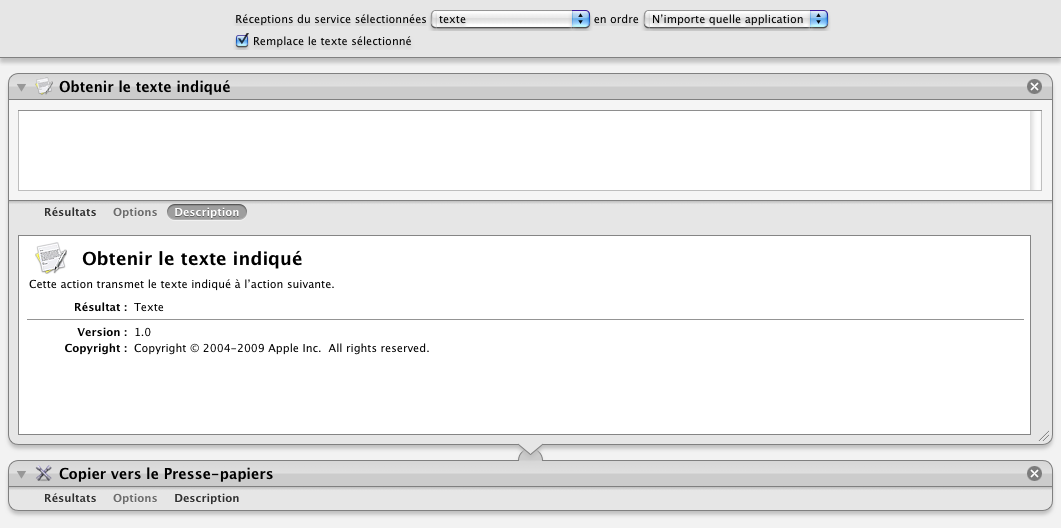 Réceptions du service sélectionnées texte en ordre N'importe quelle application
Remplace le texte sélectionné
Obtenir le texte indiqué
Résultats Options Description
Obtenir le texte indiqué
Cette action transmet le texte indiqué à l'action suivante.
Résultat : Texte
Version : 1.0
Copyright : Copyright © 2004–2009 Apple Inc. All rights reserved.
Copier vers le Presse-papiers
Résultats Options Description